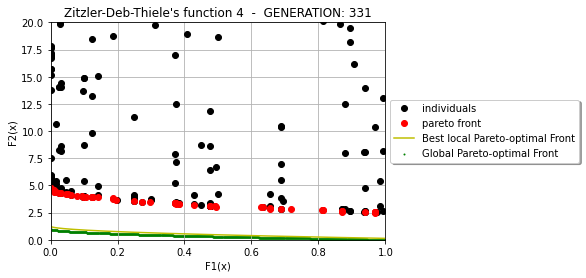 Zitzler-Deb-Thiele's function 4 - GENERATION: 331
F2(x)
20.0
17.5
15.0
12.5
10.0
7.5
5.0
2.5
0.0
0.0 0.2 0.4 0.6 0.8 1.0
F1(x)
individuals
pareto front
Best local Pareto-optimal Front
Global Pareto-optimal Front